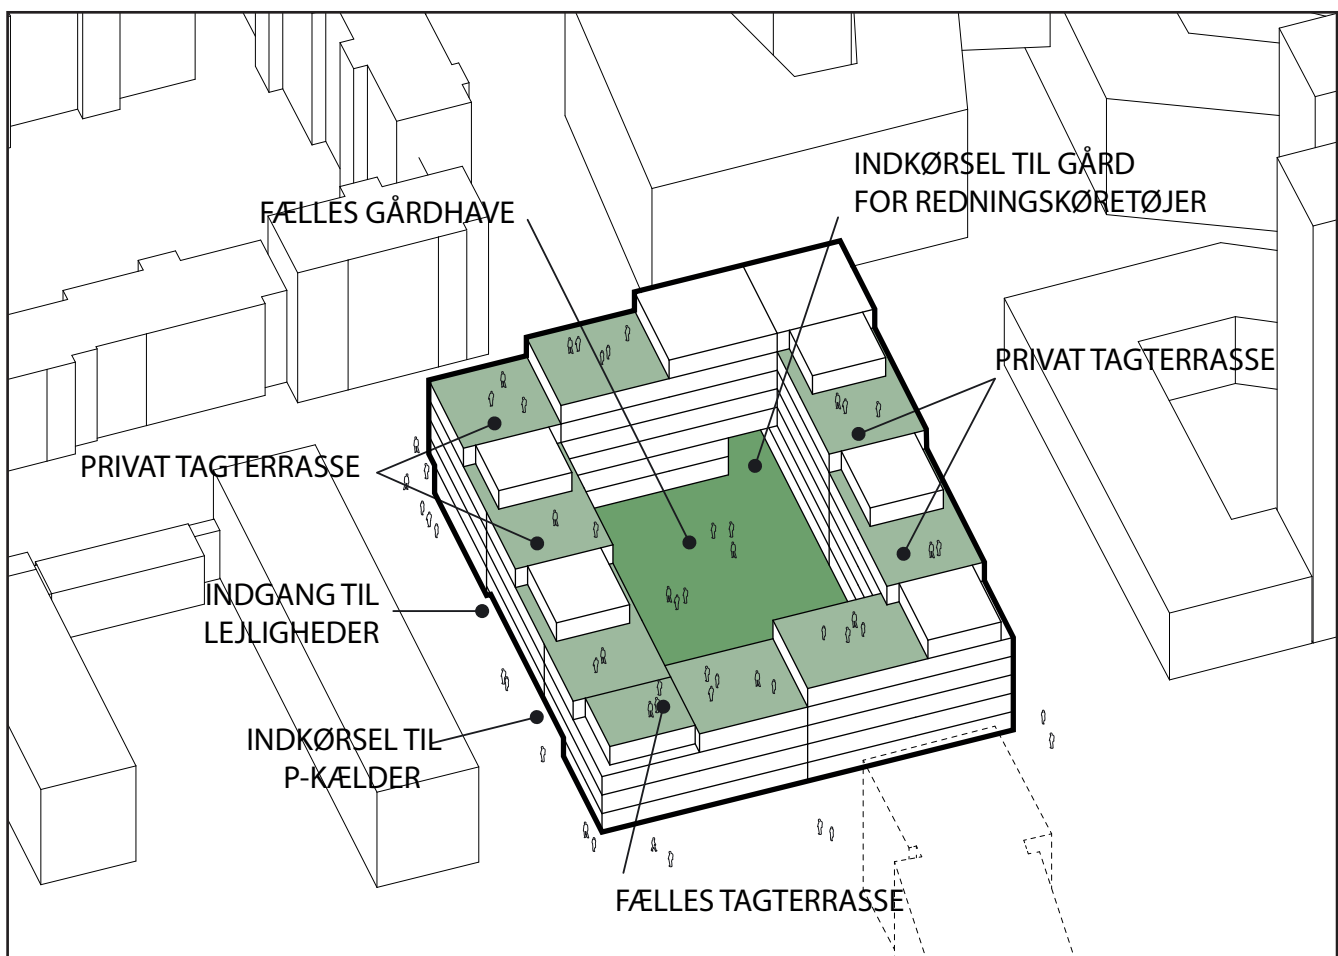 INDKØRSEL TIL GÅRD
FOR REDNINGSKØRETØJER
FÆLLES GÅRDHAVE
PRIVAT TAGTERRASSE
PRIVAT TAGTERRASSE
INDGANG TIL
LEJLIGHEDER
INDKØRSEL TIL
P-KÆLDER
FÆLLES TAGTERRASSE